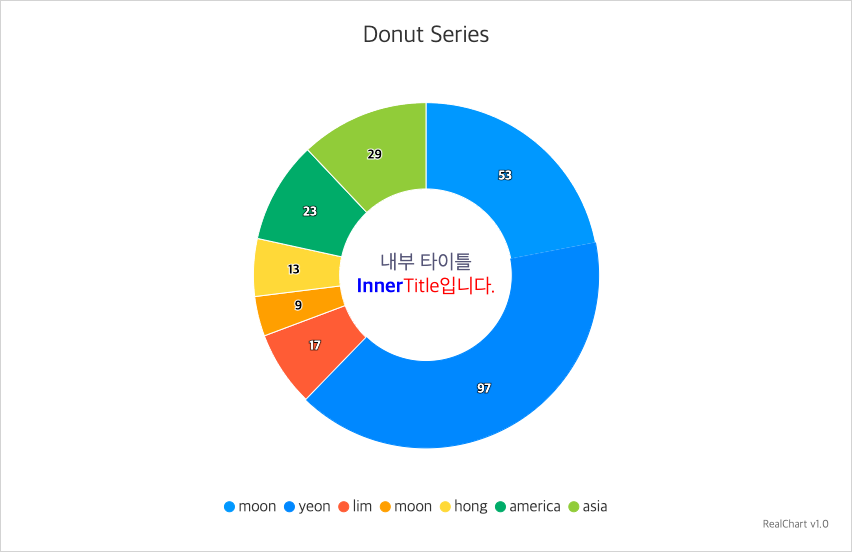 Donut Series
53
97
17
9
13
23
29
내부 타이틀
InnerTitle입니다.
moon yeon lim moon hong america asia
RealChart v1.0